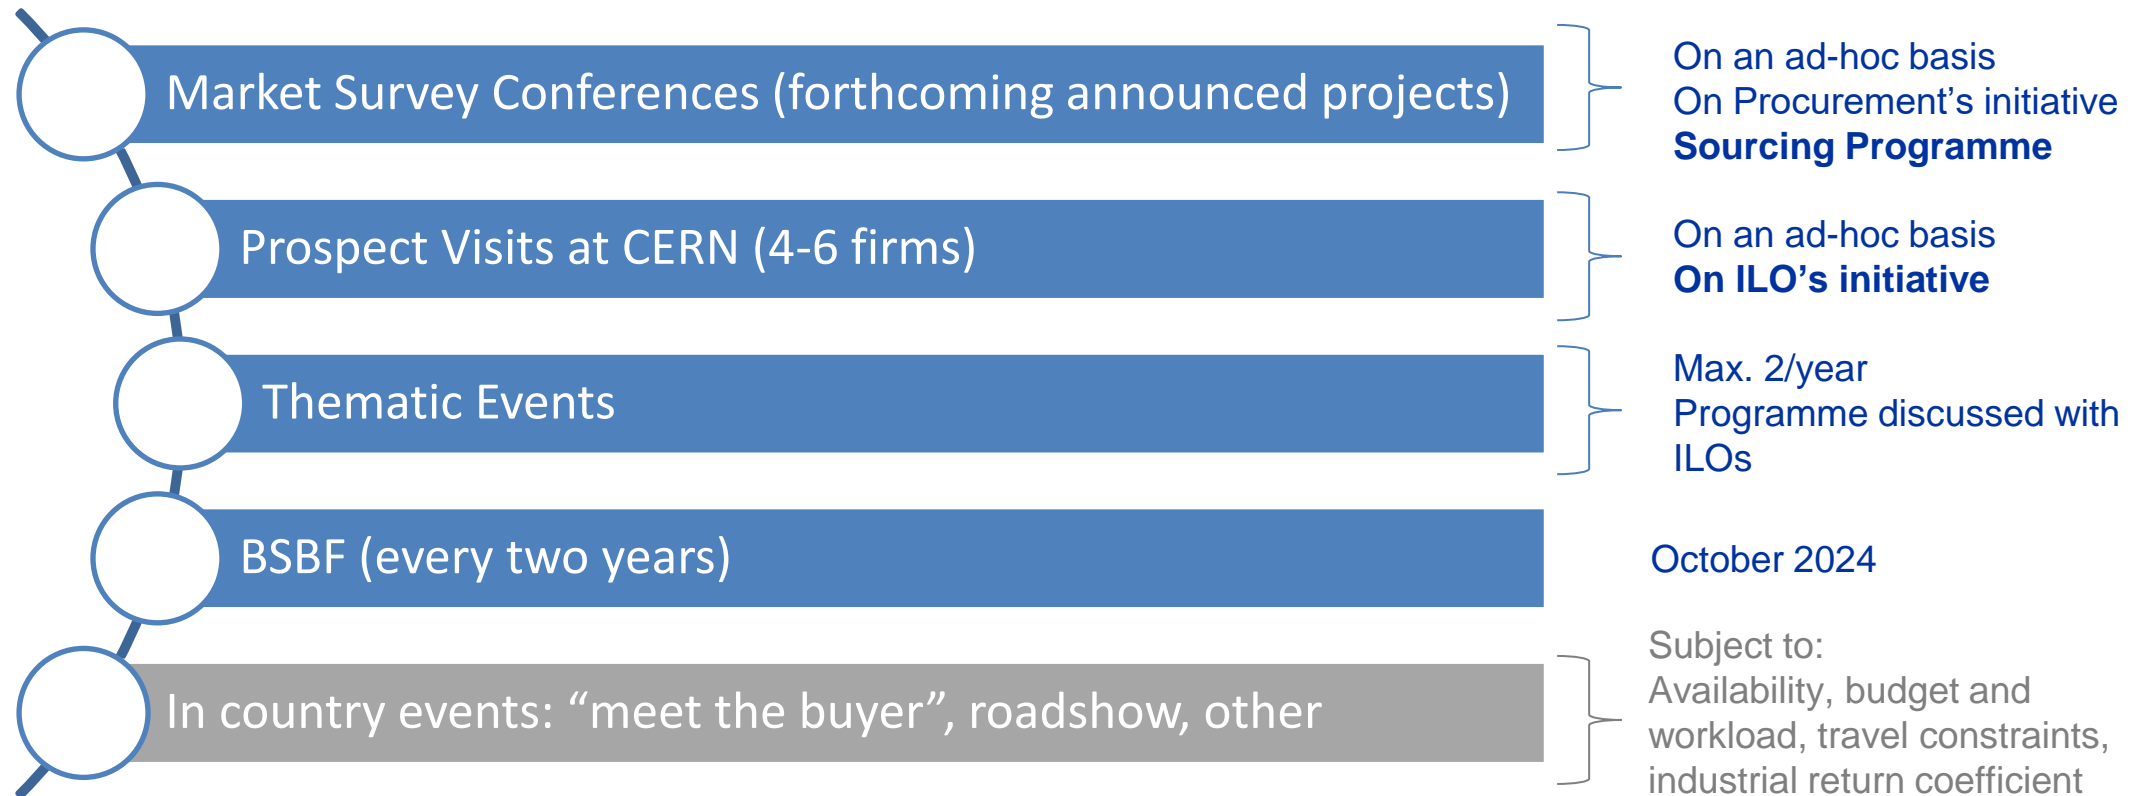 Market Survey Conferences (forthcoming announced projects)
On an ad-hoc basis
On Procurement’s initiative
Sourcing Programme
Prospect Visits at CERN (4-6 firms)
On an ad-hoc basis
On ILO’s initiative
Thematic Events
Max. 2/year
Programme discussed with
ILOs
BSBF (every two years)
October 2024
In country events: “meet the buyer”, roadshow, other
Subject to:
Availability, budget and
workload, travel constraints,
industrial return coefficient